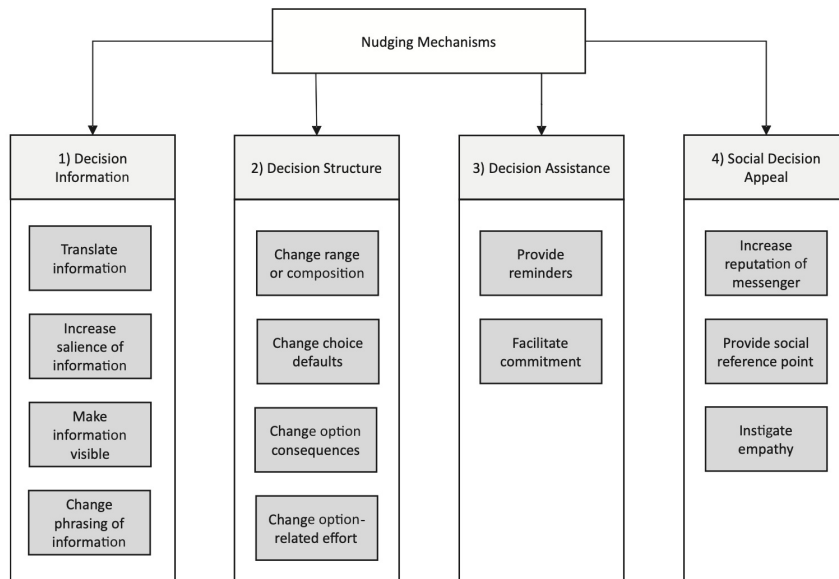 Nudging Mechanisms
1) Decision
Information
Translate
information
Increase
salience of
information
Make
information
visible
Change
phrasing of
information
2) Decision Structure
Change range
or composition
Change choice
defaults
Change option
consequences
Change option-
related effort
3) Decision Assistance
Provide
reminders
Facilitate
commitment
4) Social Decision
Appeal
Increase
reputation of
messenger
Provide social
reference point
Instigate
empathy